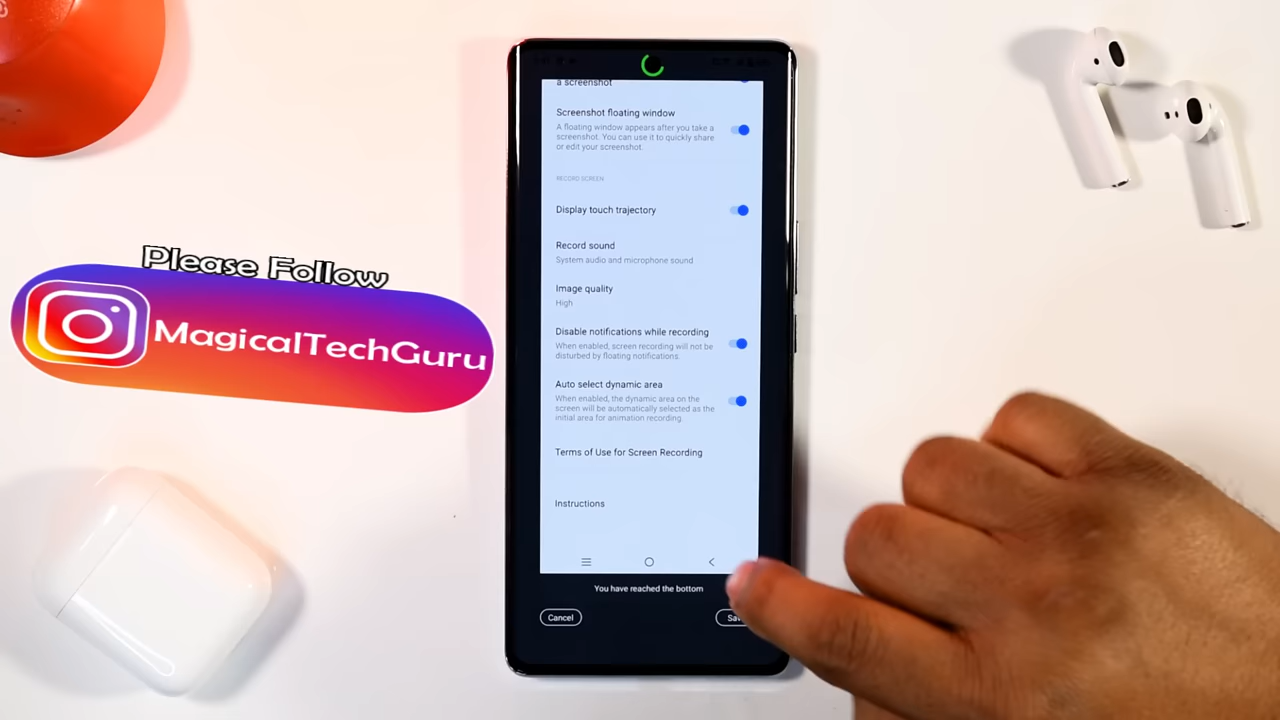 a screenshot
Screenshot floating window
A floating window appears after you take a
screenshot. You can use it to quickly share
or edit your screenshot.
RECORD SCREEN
Display touch trajectory
Record sound
System audio and microphone sound
Image quality
High
Disable notifications while recording
When enabled, screen recording will not be
disturbed by floating notifications.
Auto select dynamic area
When enabled, the dynamic area on the
screen will be automatically selected as the
initial area for animation recording.
Terms of Use for Screen Recording
Instructions
You have reached the bottom
Cancel
Please Follow
MagicalTechGuru